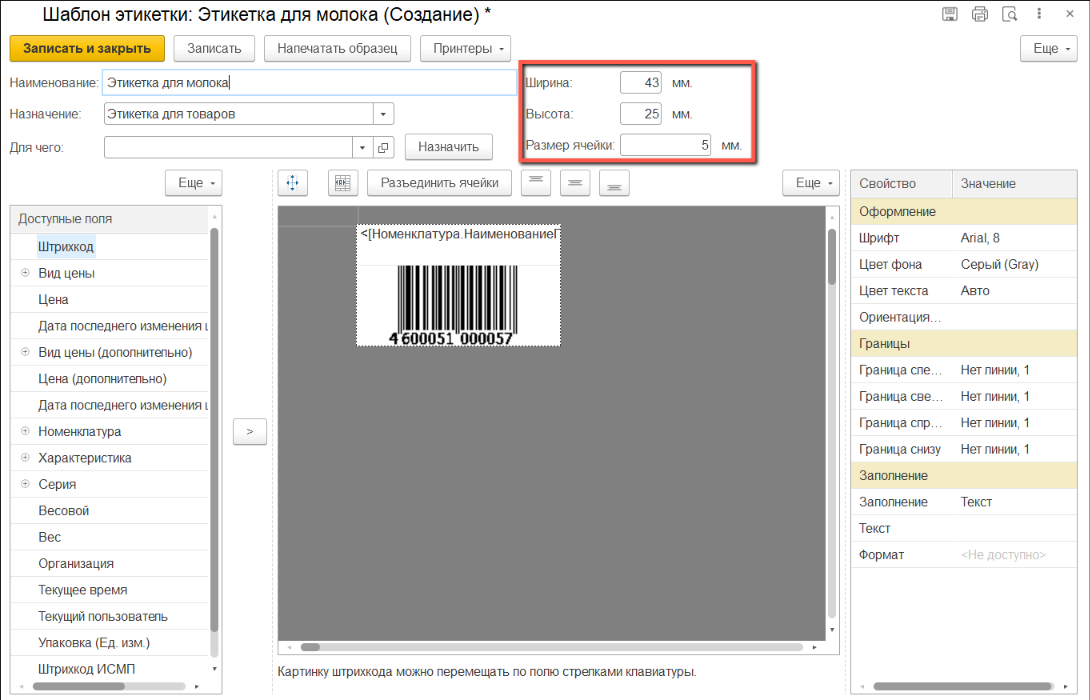 Шаблон этикетки: Этикетка для молока (Создание) *
Записать и закрыть Записать Напечатать образец Принтеры Еще
Наименование: Этикетка для молока Ширина: 43 мм.
Назначение: Этикетка для товаров Высота: 25 мм.
Для чего: Назначить Размер ячейки: 5 мм.
Еще Разъединить ячейки Еще
Доступные поля
Штрихкод
Вид цены
Цена
Дата последнего изменения ц
Вид цены (дополнительно)
Цена (дополнительно)
Дата последнего изменения ц
Номенклатура
Характеристика
Серия
Весовой
Вес
Организация
Текущее время
Текущий пользователь
Упаковка (Ед. изм.)
Штрихкод ИСМП
>
<[Номенклатура.НаименованиеП
4 600051 000057
Картинку штрихкода можно перемещать по полю стрелками клавиатуры.
Свойство Значение
Оформление
Шрифт Arial, 8
Цвет фона Серый (Gray)
Цвет текста Авто
Ориентация...
Границы
Граница спе... Нет линии, 1
Граница све... Нет линии, 1
Граница спр... Нет линии, 1
Граница снизу Нет линии, 1
Заполнение
Заполнение Текст
Текст
Формат <Не доступно>